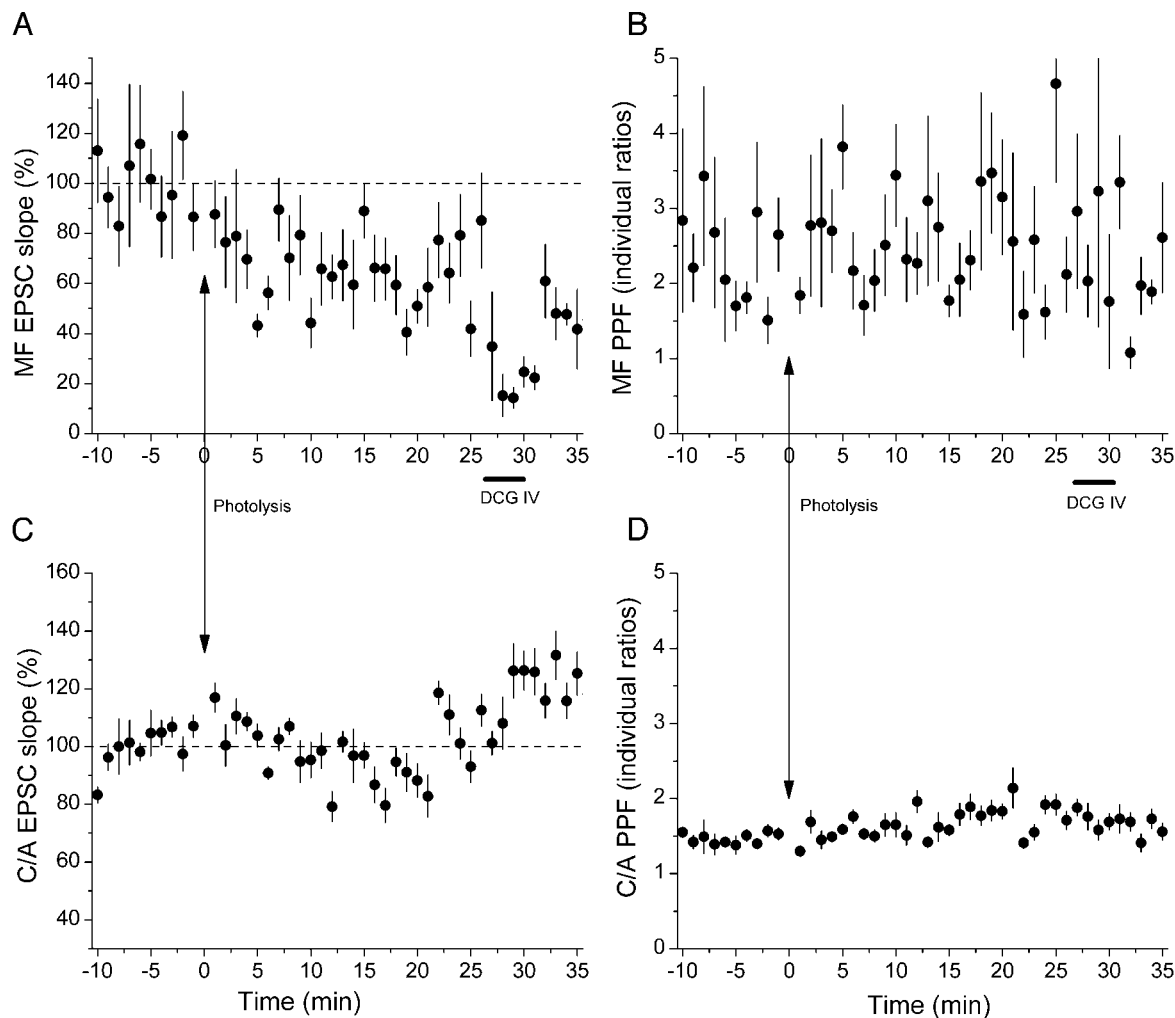 A
MF EPSC slope (%)
140
120
100
80
60
40
20
0
-10 -5 0 5 10 15 20 25 30 35
DCG IV
Photolysis
B
MF PPF (individual ratios)
5
4
3
2
1
0
-10 -5 0 5 10 15 20 25 30 35
DCG IV
Photolysis
C
C/A EPSC slope (%)
160
140
120
100
80
60
40
-10 -5 0 5 10 15 20 25 30 35
Time (min)
D
C/A PPF (individual ratios)
5
4
3
2
1
0
-10 -5 0 5 10 15 20 25 30 35
Time (min)